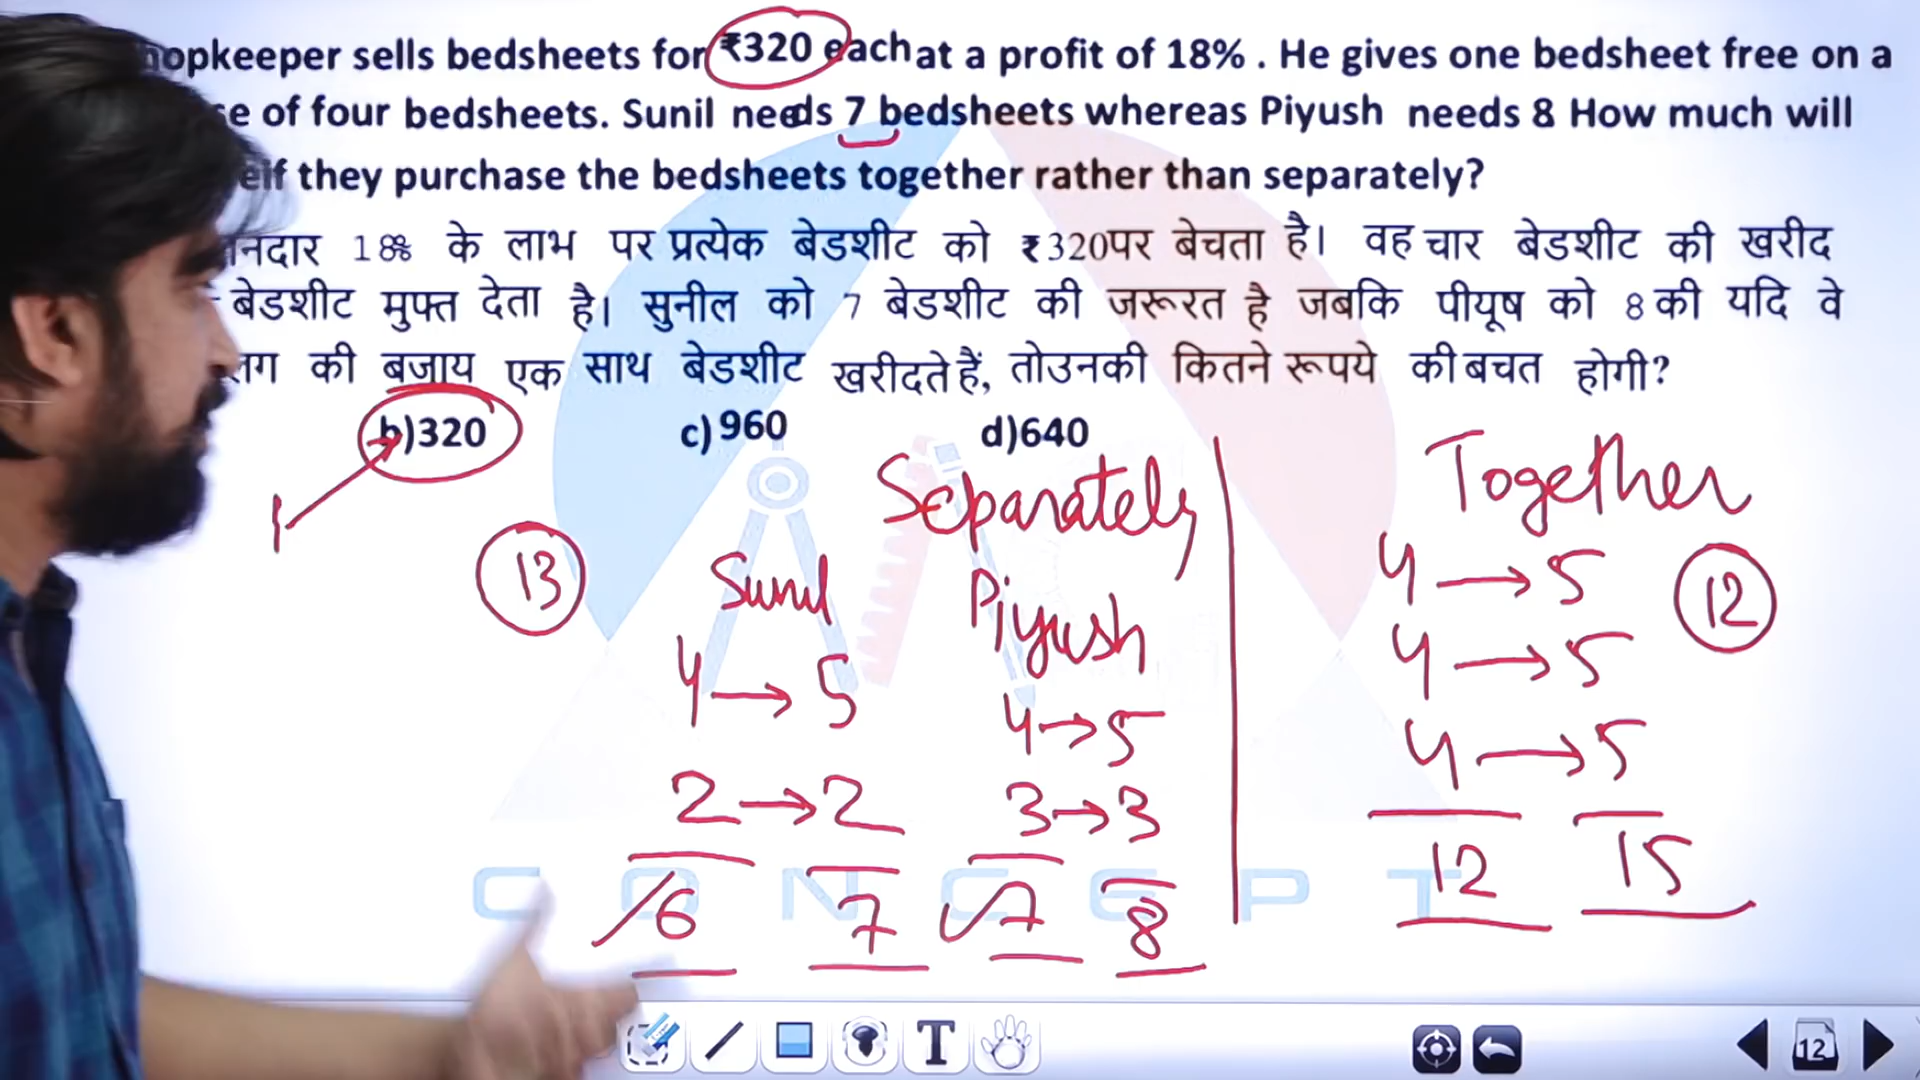 hopkeeper sells bedsheets for ₹320 each at a profit of 18% . He gives one bedsheet free on a
se of four bedsheets. Sunil needs 7 bedsheets whereas Piyush needs 8 How much will
if they purchase the bedsheets together rather than separately?
नदार 18% के लाभ पर प्रत्येक बेडशीट को ₹320पर बेचता है। वह चार बेडशीट की खरीद
बेडशीट मुफ्त देता है। सुनील को 7 बेडशीट की जरूरत है जबकि पीयूष को 8 की यदि वे
लग की बजाय एक साथ बेडशीट खरीदते हैं, तोउनकी कितने रूपये की बचत होगी?
b)320 c) 960 d)640
Separately Together
13 Sunil Piyush 12
4 → 5 4 → 5 4 → 5
2 → 2 3 → 3 4 → 5
4 → 5
6 7 7 8 12 15
CONCEPT
T 12